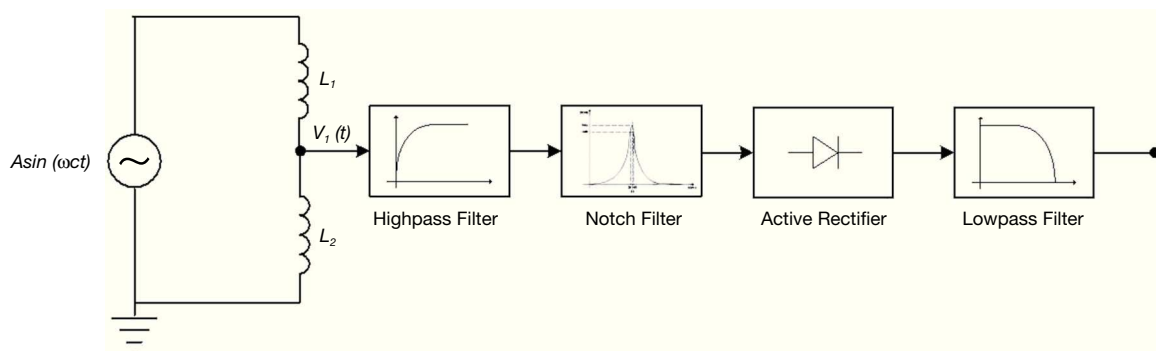 L₁
V₁ (t)
Asin (ωct)
L₂
Highpass Filter
Notch Filter
Active Rectifier
Lowpass Filter